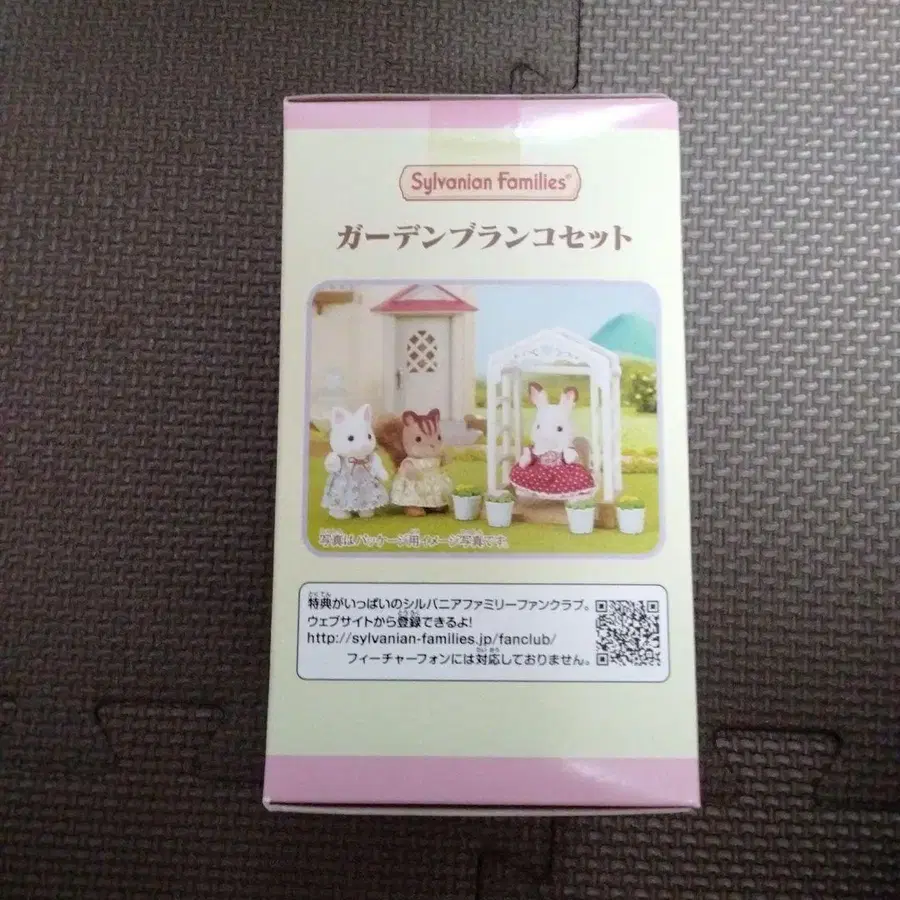 Sylvanian Families®
ガーデンブランコセット
写真はパッケージ用イメージ写真です。
特典がいっぱいのシルバニアファミリーファンクラブ。
ウェブサイトから登録できるよ!
http://sylvanian-families.jp/fanclub/
フィーチャーフォンには対応しておりません。